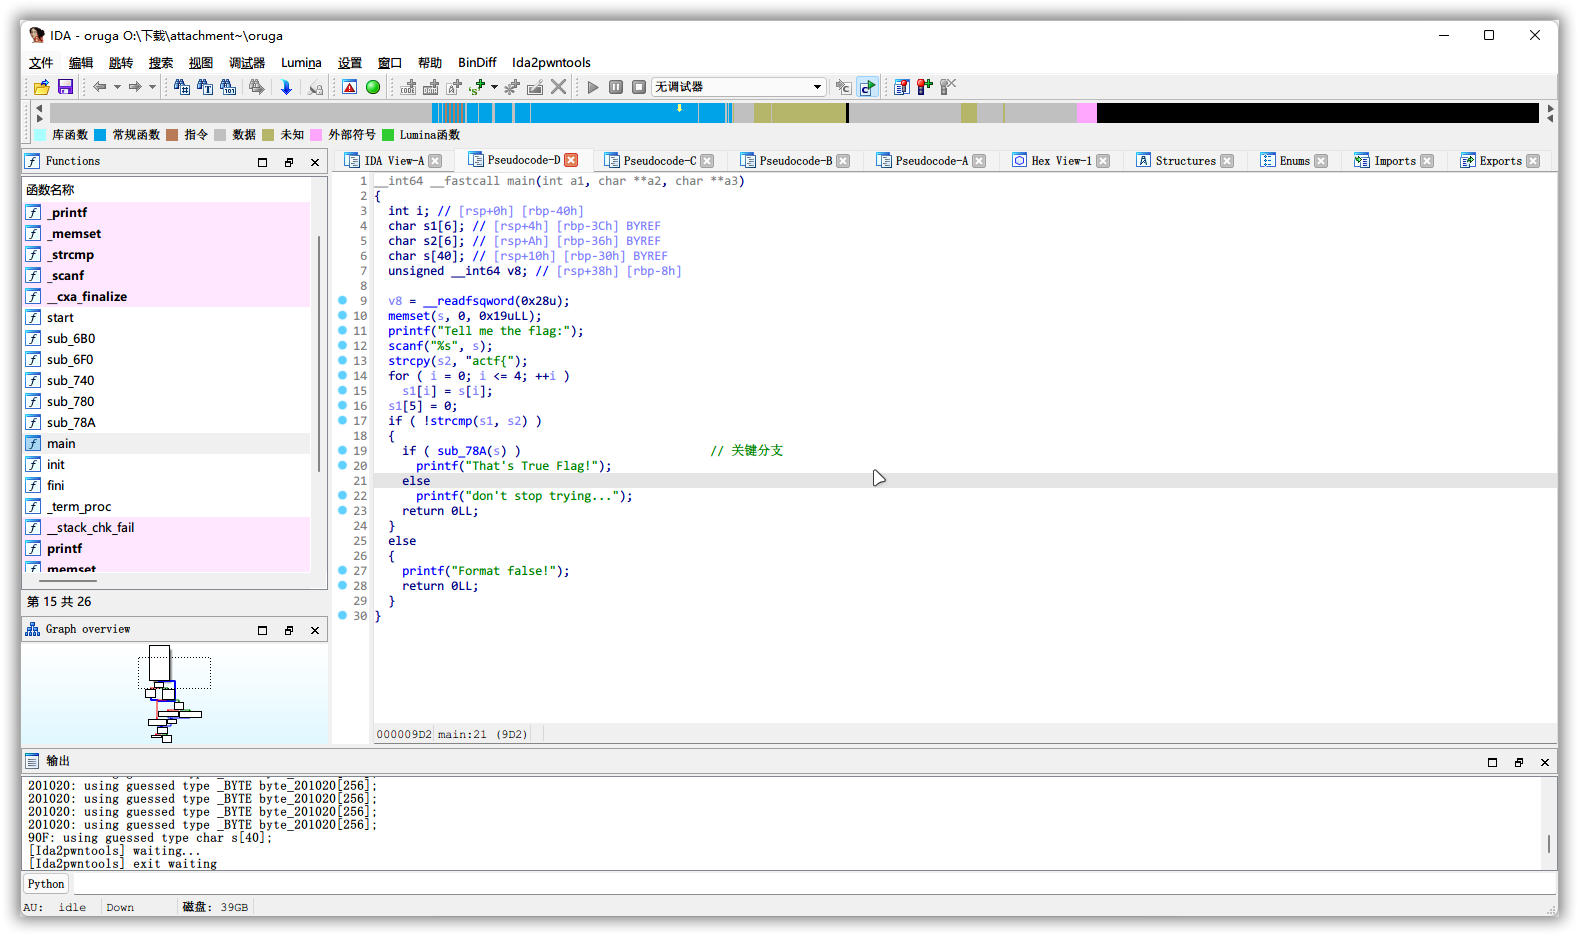 IDA - oruga O:\下载\attachment~\oruga
文件 编辑 跳转 搜索 视图 调试器 Lumina 设置 窗口 帮助 BinDiff Ida2pwntools
无调试器
库函数 常规函数 指令 数据 未知 外部符号 Lumina函数
Functions
函数名称
_printf
_memset
_strcmp
_scanf
__cxa_finalize
start
sub_6B0
sub_6F0
sub_740
sub_780
sub_78A
main
init
fini
_term_proc
__stack_chk_fail
printf
memset
第 15 共 26
Graph overview
IDA View-A Pseudocode-D Pseudocode-C Pseudocode-B Pseudocode-A Hex View-1 Structures Enums Imports Exports
1 __int64 __fastcall main(int a1, char **a2, char **a3)
2 {
3 int i; // [rsp+0h] [rbp-40h]
4 char s1[6]; // [rsp+4h] [rbp-3Ch] BYREF
5 char s2[6]; // [rsp+Ah] [rbp-36h] BYREF
6 char s[40]; // [rsp+10h] [rbp-30h] BYREF
7 unsigned __int64 v8; // [rsp+38h] [rbp-8h]
8
9 v8 = __readfsqword(0x28u);
10 memset(s, 0, 0x19uLL);
11 printf("Tell me the flag:");
12 scanf("%s", s);
13 strcpy(s2, "actf{");
14 for ( i = 0; i <= 4; ++i )
15 s1[i] = s[i];
16 s1[5] = 0;
17 if ( !strcmp(s1, s2) )
18 {
19 if ( sub_78A(s) ) // 关键分支
20 printf("That's True Flag!");
21 else
22 printf("don't stop trying...");
23 return 0LL;
24 }
25 else
26 {
27 printf("Format false!");
28 return 0LL;
29 }
30 }
000009D2 main:21 (9D2)
输出
201020: using guessed type _BYTE byte_201020[256];
201020: using guessed type _BYTE byte_201020[256];
201020: using guessed type _BYTE byte_201020[256];
201020: using guessed type _BYTE byte_201020[256];
90F: using guessed type char s[40];
[Ida2pwntools] waiting...
[Ida2pwntools] exit waiting
Python
AU: idle Down 磁盘: 39GB